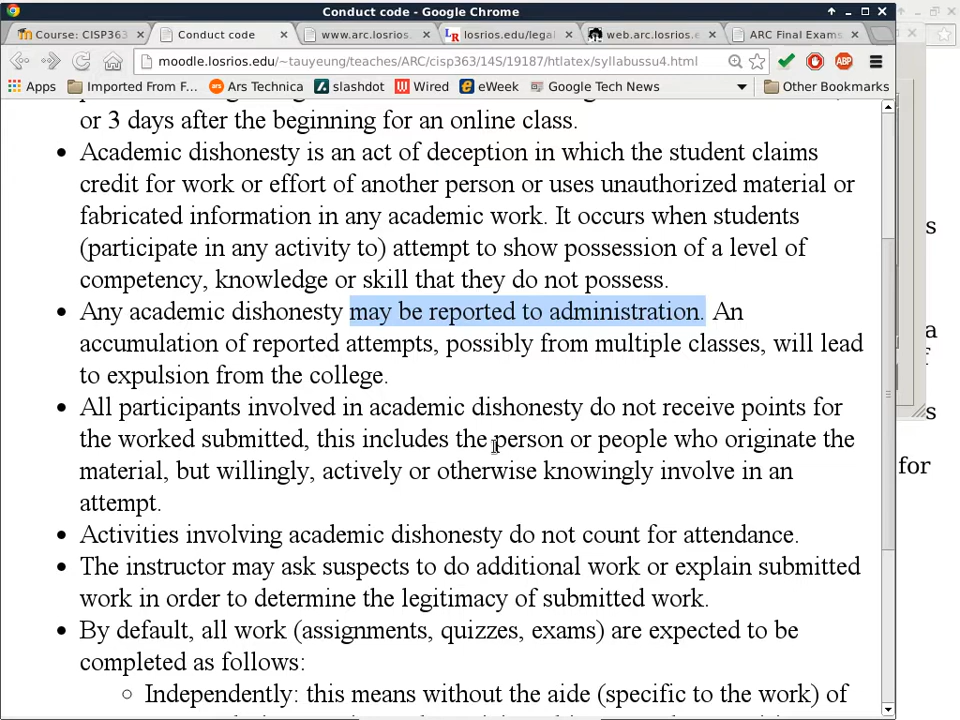 Conduct code - Google Chrome
Course: CISP363
Conduct code
www.arc.losrios.
losrios.edu/legal
web.arc.losrios.e
ARC Final Exams
moodle.losrios.edu/~tauyeung/teaches/ARC/cisp363/14S/19187/htlatex/syllabussu4.html
Apps
Imported From F...
Ars Technica
slashdot
Wired
eWeek
Google Tech News
Other Bookmarks
or 3 days after the beginning for an online class.
Academic dishonesty is an act of deception in which the student claims
credit for work or effort of another person or uses unauthorized material or
fabricated information in any academic work. It occurs when students
(participate in any activity to) attempt to show possession of a level of
competency, knowledge or skill that they do not possess.
Any academic dishonesty may be reported to administration. An
accumulation of reported attempts, possibly from multiple classes, will lead
to expulsion from the college.
All participants involved in academic dishonesty do not receive points for
the worked submitted, this includes the person or people who originate the
material, but willingly, actively or otherwise knowingly involve in an
attempt.
Activities involving academic dishonesty do not count for attendance.
The instructor may ask suspects to do additional work or explain submitted
work in order to determine the legitimacy of submitted work.
By default, all work (assignments, quizzes, exams) are expected to be
completed as follows:
Independently: this means without the aide (specific to the work) of
s
a
f
s
for
ABP